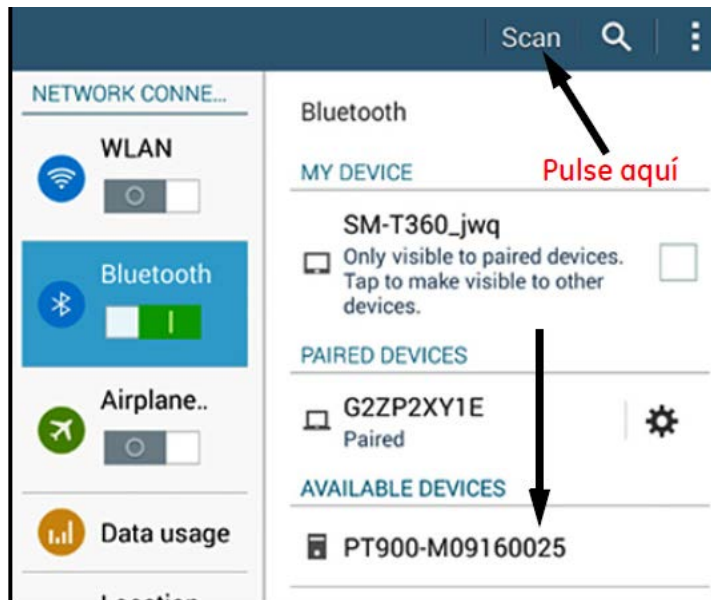 Scan
NETWORK CONNE...
WLAN
Bluetooth
Airplane..
Data usage
Location
Bluetooth
Pulse aquí
MY DEVICE
SM-T360_jwq
Only visible to paired devices.
Tap to make visible to other
devices.
PAIRED DEVICES
G2ZP2XY1E
Paired
AVAILABLE DEVICES
PT900-M09160025